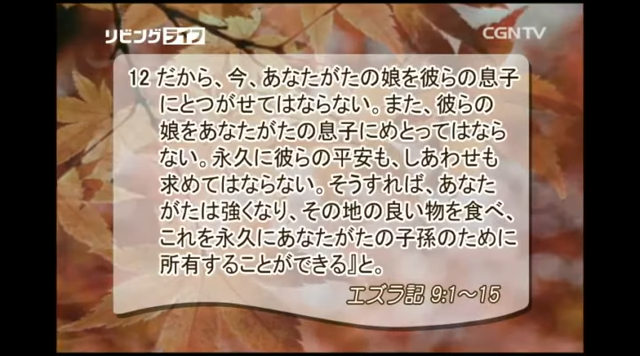 リビングライフ
CGNTV
12 だから、今、あなたがたの娘を彼らの息子
にとつがせてはならない。また、彼らの
娘をあなたがたの息子にめとってはなら
ない。永久に彼らの平安も、しあわせも
求めてはならない。そうすれば、あなた
がたは強くなり、その地の良い物を食べ、
これを永久にあなたがたの子孫のために
所有することができる』と。
エズラ記 9:1～15